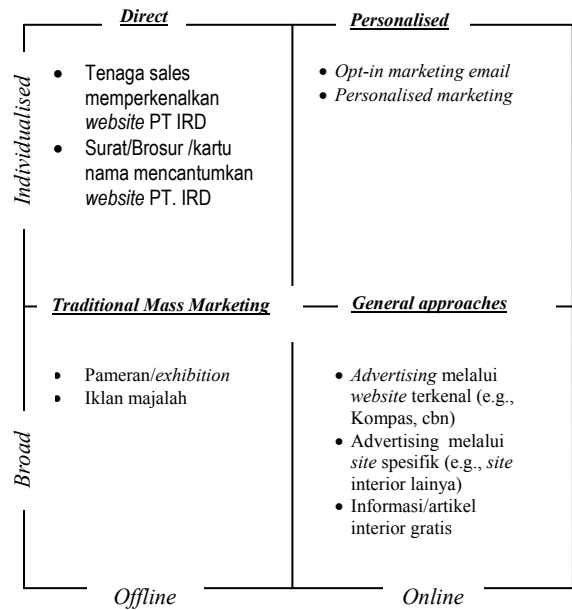 Direct
Personalised
Individualised
• Tenaga sales
memperkenalkan
website PT IRD
• Surat/Brosur /kartu
nama mencantumkan
website PT. IRD
• Opt-in marketing email
• Personalised marketing
Traditional Mass Marketing
General approaches
Broad
• Pameran/exhibition
• Iklan majalah
• Advertising melalui
website terkenal (e.g.,
Kompas, cbn)
• Advertising melalui
site spesifik (e.g., site
interior lainya)
• Informasi/artikel
interior gratis
Offline
Online